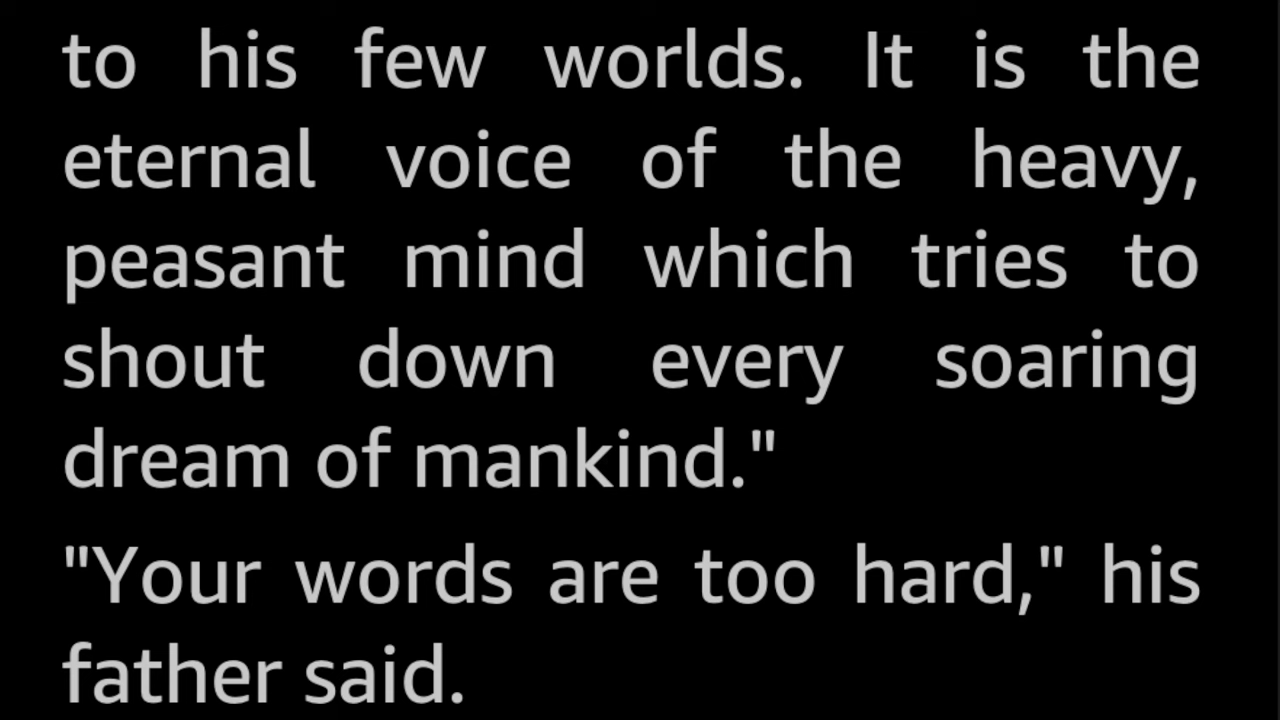 to his few worlds. It is the
eternal voice of the heavy,
peasant mind which tries to
shout down every soaring
dream of mankind."
"Your words are too hard," his
father said.